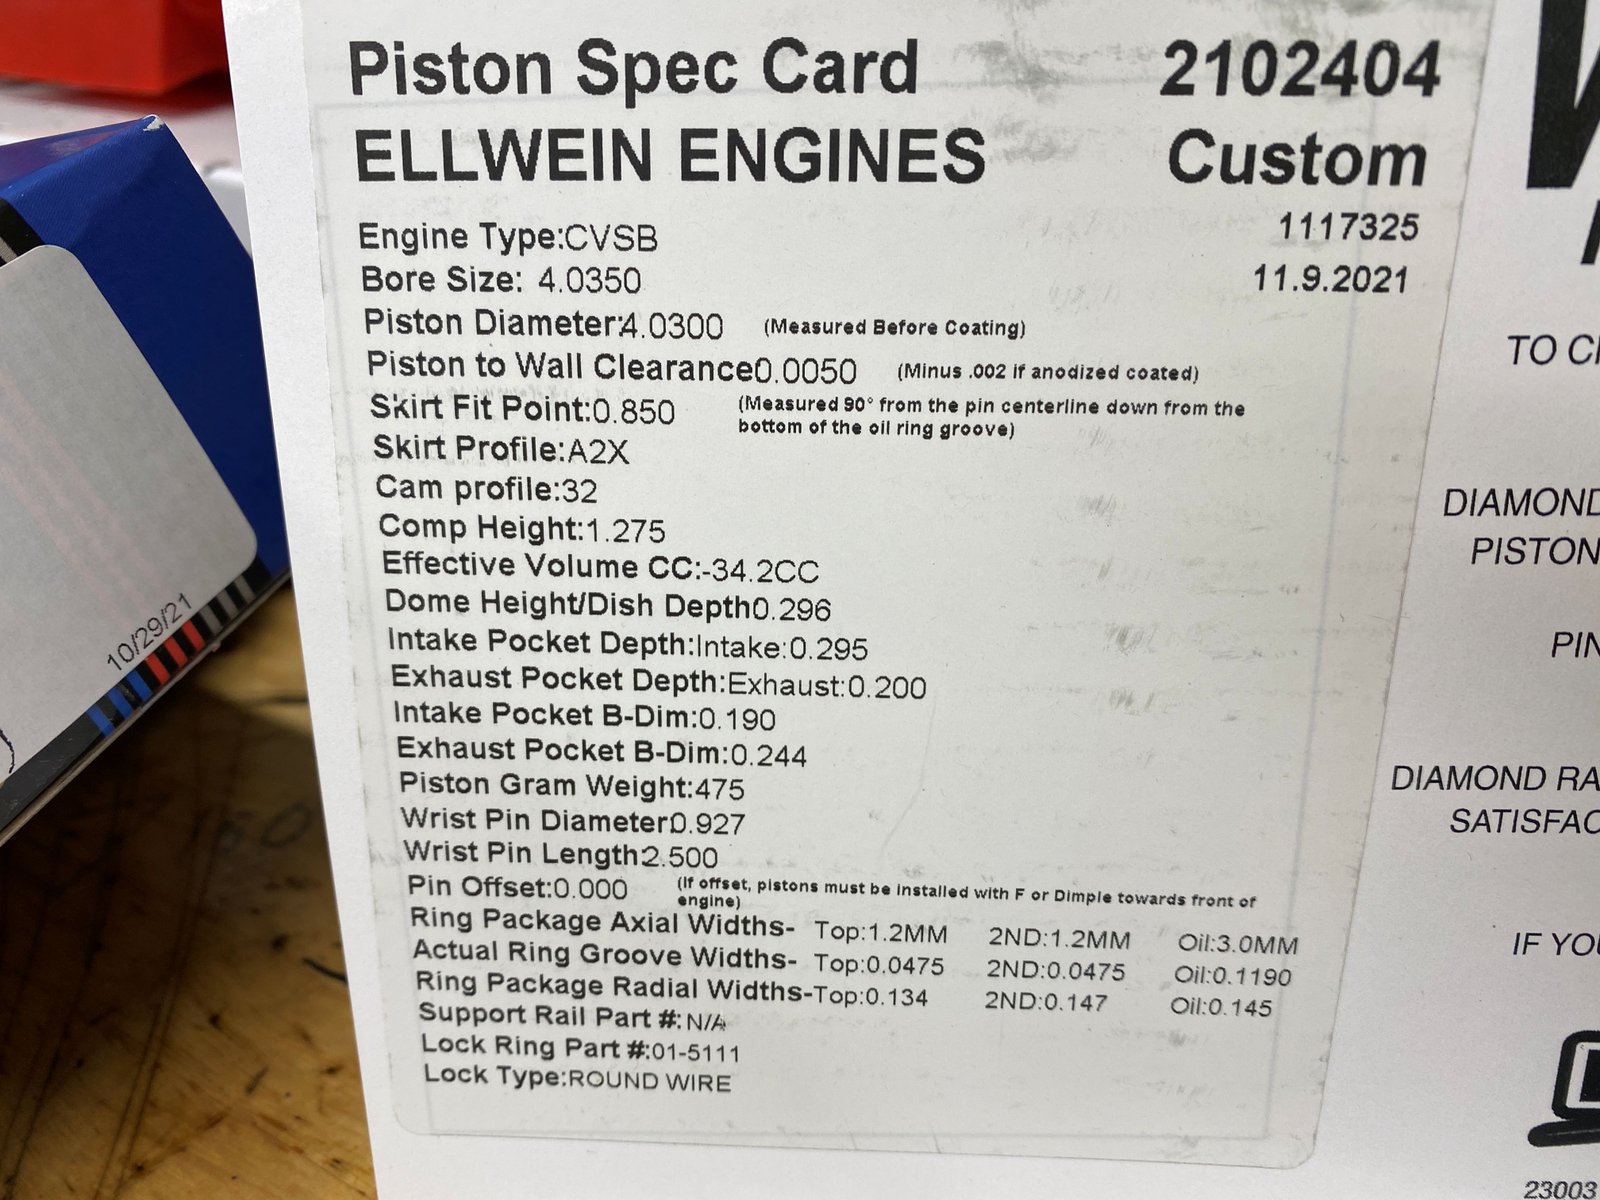 Piston Spec Card 2102404
ELLWEIN ENGINES Custom
Engine Type:CVSB 1117325
Bore Size: 4.0350 11.9.2021
Piston Diameter:4.0300 (Measured Before Coating)
Piston to Wall Clearance0.0050 (Minus .002 if anodized coated)
Skirt Fit Point:0.850 (Measured 90° from the pin centerline down from the
bottom of the oil ring groove)
Skirt Profile:A2X
Cam profile:32
Comp Height:1.275
Effective Volume CC:-34.2CC
Dome Height/Dish Depth0.296
Intake Pocket Depth:Intake:0.295
Exhaust Pocket Depth:Exhaust:0.200
Intake Pocket B-Dim:0.190
Exhaust Pocket B-Dim:0.244
Piston Gram Weight:475
Wrist Pin Diameter0.927
Wrist Pin Length2.500
Pin Offset:0.000 (If offset, pistons must be installed with F or Dimple towards front of
engine)
Ring Package Axial Widths- Top:1.2MM 2ND:1.2MM Oil:3.0MM
Actual Ring Groove Widths- Top:0.0475 2ND:0.0475 Oil:0.1190
Ring Package Radial Widths-Top:0.134 2ND:0.147 Oil:0.145
Support Rail Part #:N/A
Lock Ring Part #:01-5111
Lock Type:ROUND WIRE
10/29/21
TO
DIAMOND
PISTON
PIN
DIAMOND RA
SATISFAC
IF YOU
23003